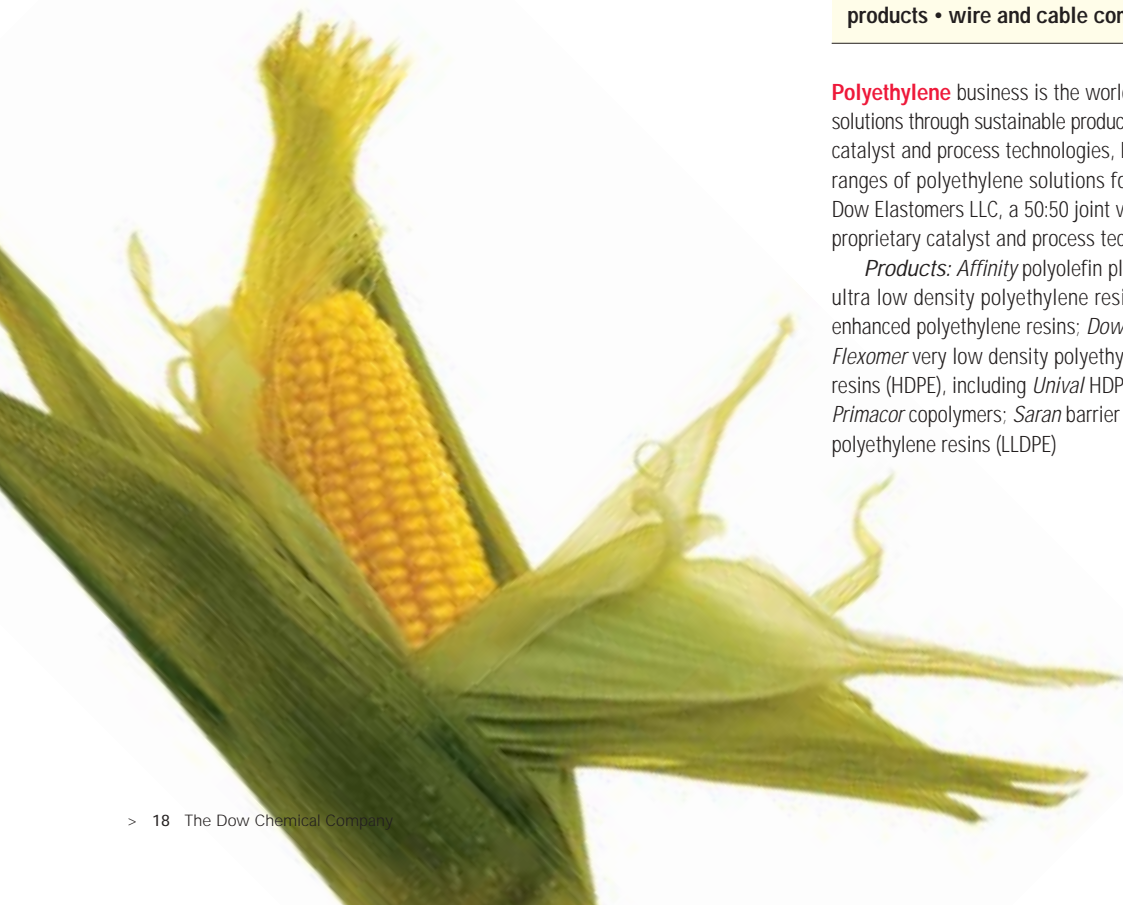 products • wire and cable con
Polyethylene business is the worl
solutions through sustainable produc
catalyst and process technologies,
ranges of polyethylene solutions fo
Dow Elastomers LLC, a 50:50 joint v
proprietary catalyst and process tec
Products: Affinity polyolefin pl
ultra low density polyethylene resi
enhanced polyethylene resins; Dow
Flexomer very low density polyethy
resins (HDPE), including Unival HDP
Primacor copolymers; Saran barrier
polyethylene resins (LLDPE)
> 18 The Dow Chemical Company